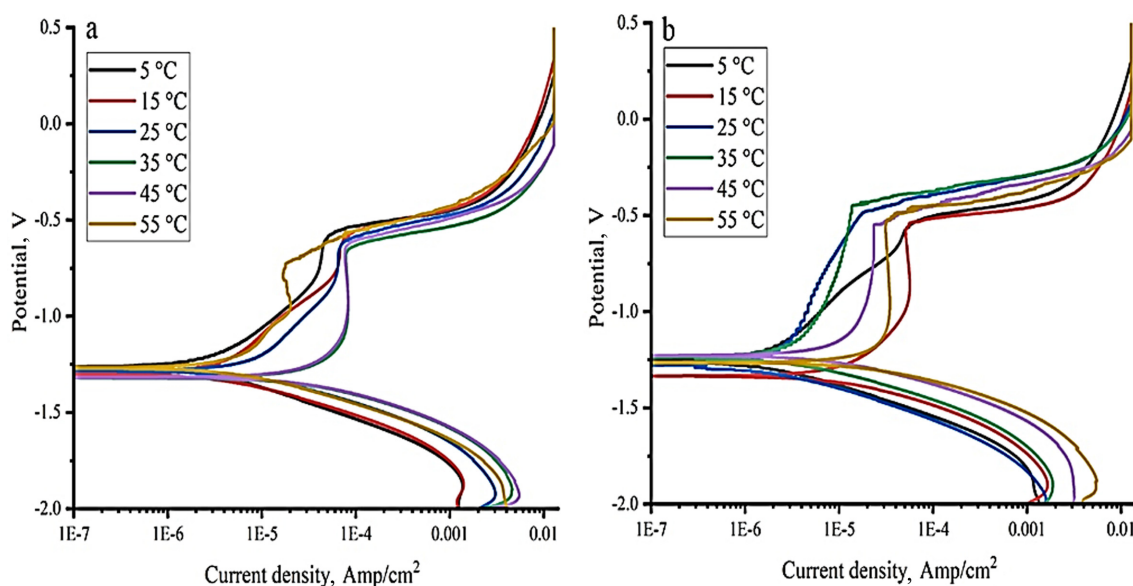 a
5 °C
15 °C
25 °C
35 °C
45 °C
55 °C
0.5
0.0
-0.5
-1.0
-1.5
-2.0
Potential, V
1E-7
1E-6
1E-5
1E-4
0.001
0.01
Current density, Amp/cm²
b
5 °C
15 °C
25 °C
35 °C
45 °C
55 °C
0.5
0.0
-0.5
-1.0
-1.5
-2.0
Potential, V
1E-7
1E-6
1E-5
1E-4
0.001
0.01
Current density, Amp/cm²